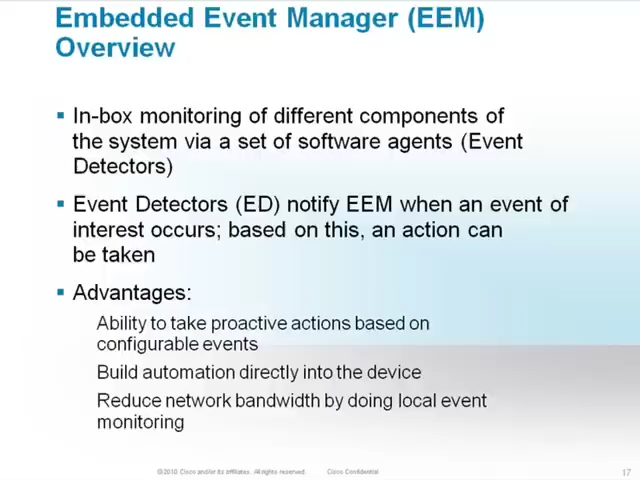 Embedded Event Manager (EEM)
Overview
▪ In-box monitoring of different components of
the system via a set of software agents (Event
Detectors)
▪ Event Detectors (ED) notify EEM when an event of
interest occurs; based on this, an action can
be taken
▪ Advantages:
Ability to take proactive actions based on
configurable events
Build automation directly into the device
Reduce network bandwidth by doing local event
monitoring
© 2010 Cisco and/or its affiliates. All rights reserved. Cisco Confidential 17